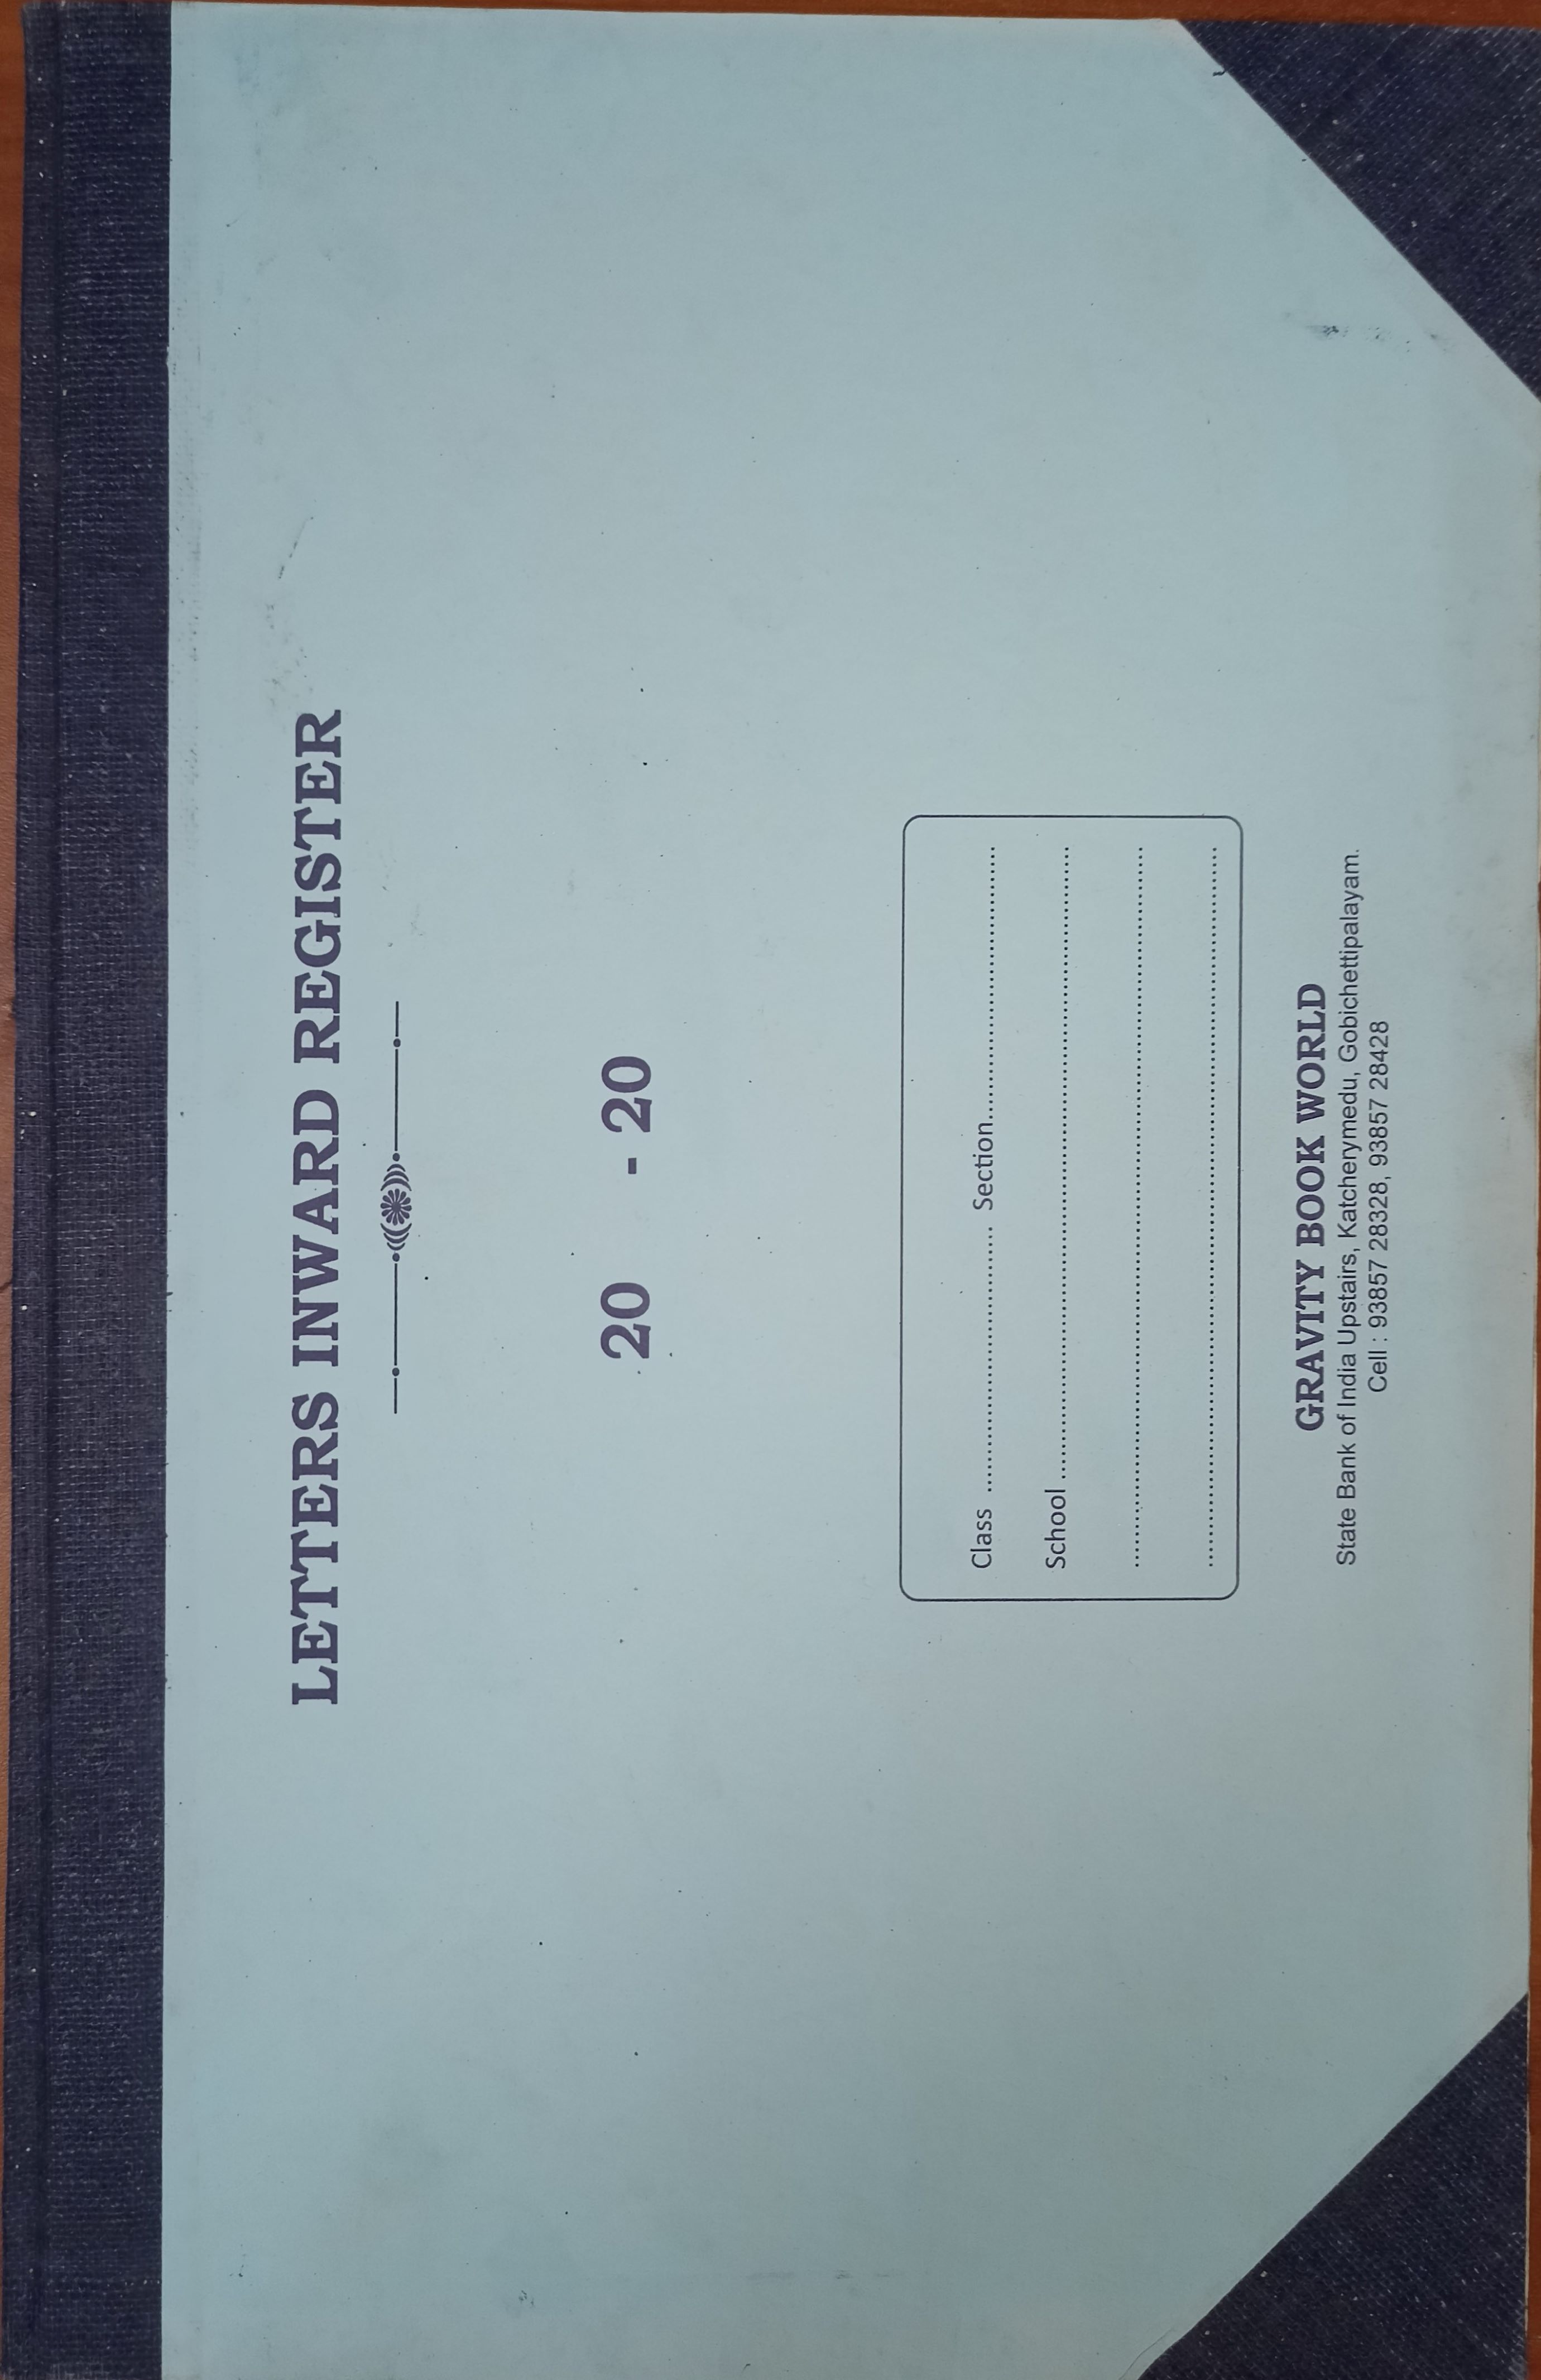 LETTERS INWARD REGISTER
20 - 20
Class .......................... Section..........................
School ..........................................................
..........................................................
..........................................................
GRAVITY BOOK WORLD
State Bank of India Upstairs, Katcherymedu, Gobichettipalayam.
Cell : 93857 28328, 93857 28428